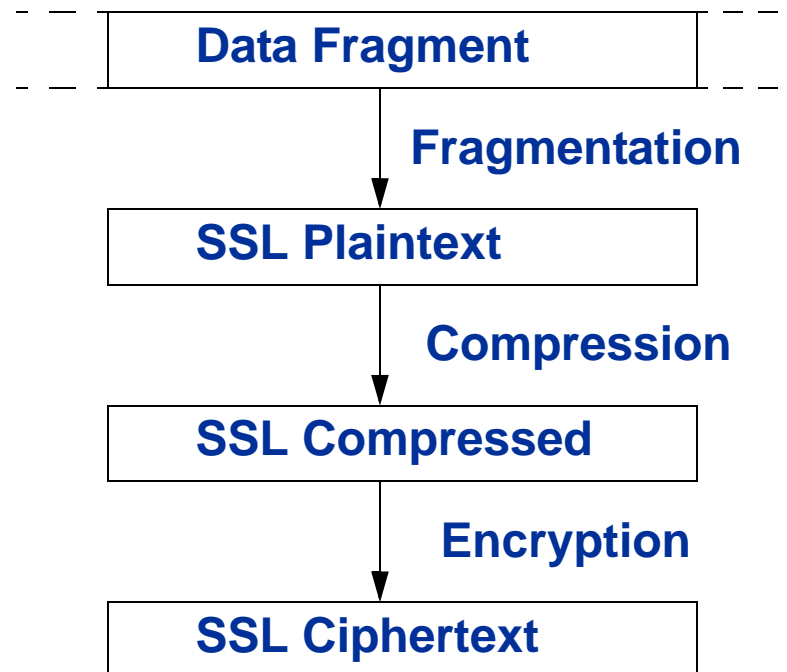 Data Fragment
Fragmentation
SSL Plaintext
Compression
SSL Compressed
Encryption
SSL Ciphertext